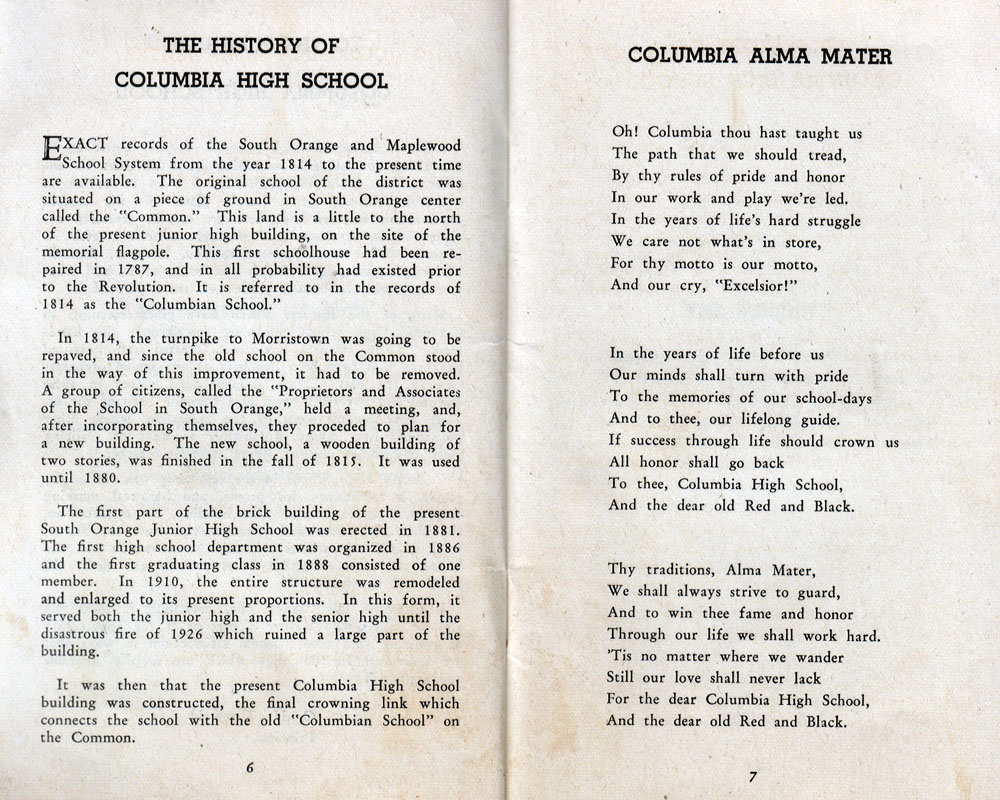 THE HISTORY OF
COLUMBIA HIGH SCHOOL
EXACT records of the South Orange and Maplewood
School System from the year 1814 to the present time
are available. The original school of the district was
situated on a piece of ground in South Orange center
called the "Common." This land is a little to the north
of the present junior high building, on the site of the
memorial flagpole. This first schoolhouse had been re-
paired in 1787, and in all probability had existed prior
to the Revolution. It is referred to in the records of
1814 as the "Columbian School."
In 1814, the turnpike to Morristown was going to be
repaved, and since the old school on the Common stood
in the way of this improvement, it had to be removed.
A group of citizens, called the "Proprietors and Associates
of the School in South Orange," held a meeting, and,
after incorporating themselves, they proceded to plan for
a new building. The new school, a wooden building of
two stories, was finished in the fall of 1815. It was used
until 1880.
The first part of the brick building of the present
South Orange Junior High School was erected in 1881.
The first high school department was organized in 1886
and the first graduating class in 1888 consisted of one
member. In 1910, the entire structure was remodeled
and enlarged to its present proportions. In this form, it
served both the junior high and the senior high until the
disastrous fire of 1926 which ruined a large part of the
building.
It was then that the present Columbia High School
building was constructed, the final crowning link which
connects the school with the old "Columbian School" on
the Common.
6
COLUMBIA ALMA MATER
Oh! Columbia thou hast taught us
The path that we should tread,
By thy rules of pride and honor
In our work and play we're led.
In the years of life's hard struggle
We care not what's in store,
For thy motto is our motto,
And our cry, "Excelsior!"
In the years of life before us
Our minds shall turn with pride
To the memories of our school-days
And to thee, our lifelong guide.
If success through life should crown us
All honor shall go back
To thee, Columbia High School,
And the dear old Red and Black.
Thy traditions, Alma Mater,
We shall always strive to guard,
And to win thee fame and honor
Through our life we shall work hard.
'Tis no matter where we wander
Still our love shall never lack
For the dear Columbia High School,
And the dear old Red and Black.
7